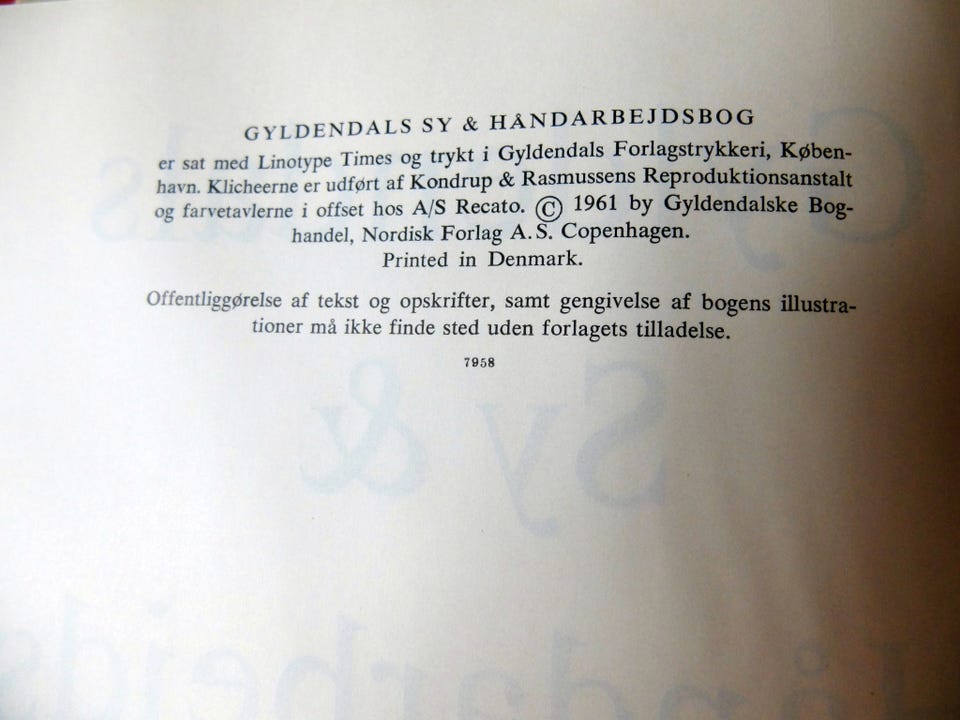 GYLDENDALS SY & HÅNDARBEJDSBOG
er sat med Linotype Times og trykt i Gyldendals Forlagstrykkeri, Køben-
havn. Klicheerne er udført af Kondrup & Rasmussens Reproduktionsanstalt
og farvetavlerne i offset hos A/S Recato. © 1961 by Gyldendalske Bog-
handel, Nordisk Forlag A. S. Copenhagen.
Printed in Denmark.
Offentliggørelse af tekst og opskrifter, samt gengivelse af bogens illustra-
tioner må ikke finde sted uden forlagets tilladelse.
7958